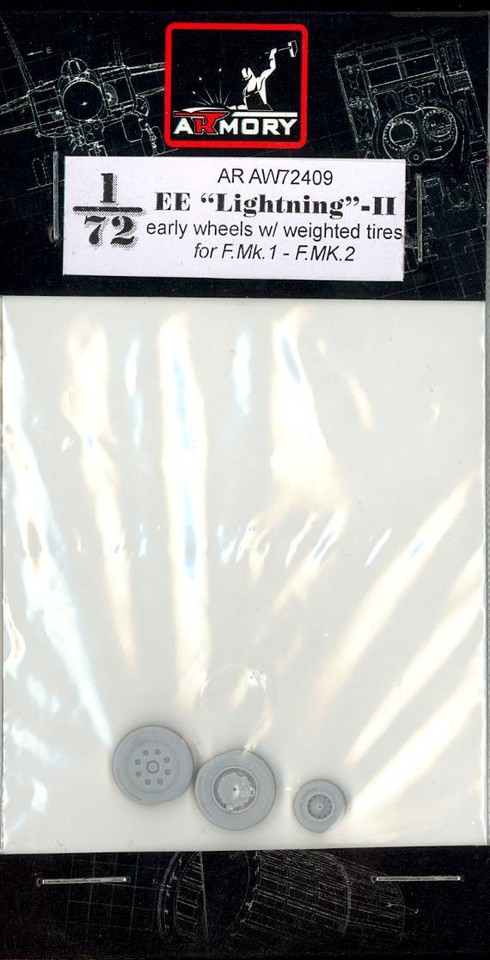 ARMORY
AR AW72409
1
72
EE “Lightning”-II
early wheels w/ weighted tires
for F.Mk.1 - F.MK.2